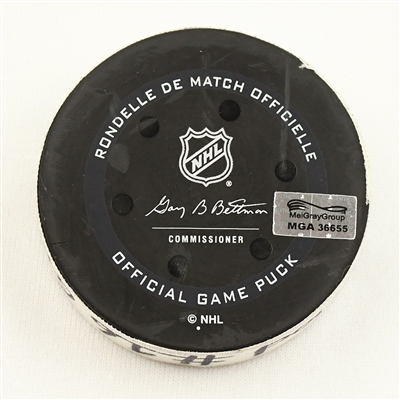 RONDELLE DE MATCH OFFICIELLE
NHL
Gary B Bettman
COMMISSIONER
MeiGrayGroup
MGA 36655
OFFICIAL GAME PUCK
© NHL